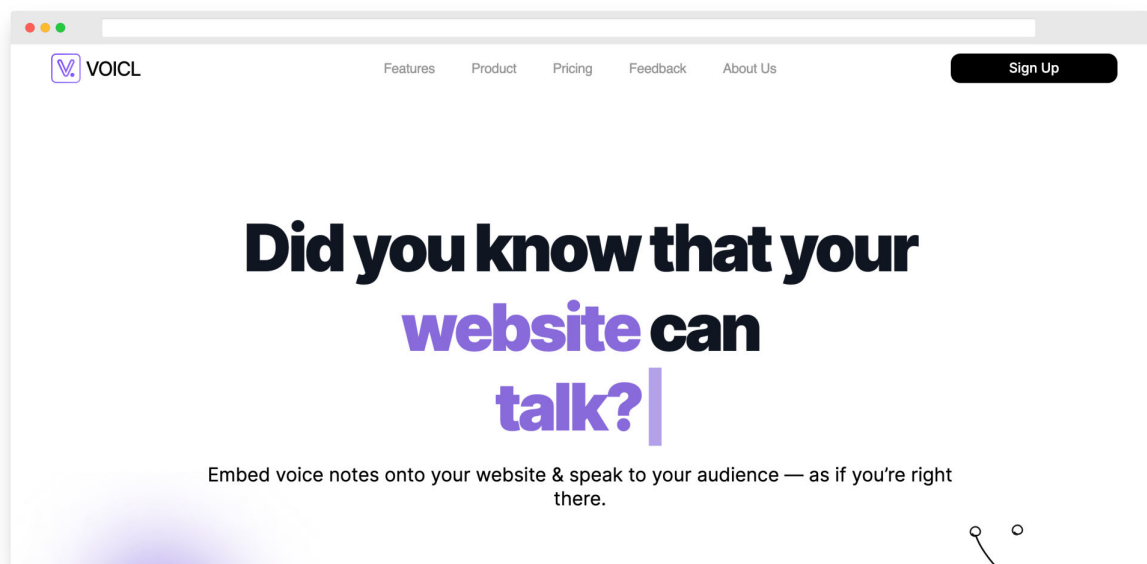 VOICL
Features Product Pricing Feedback About Us
Sign Up
Did you know that your
website can
talk?
Embed voice notes onto your website & speak to your audience — as if you’re right
there.